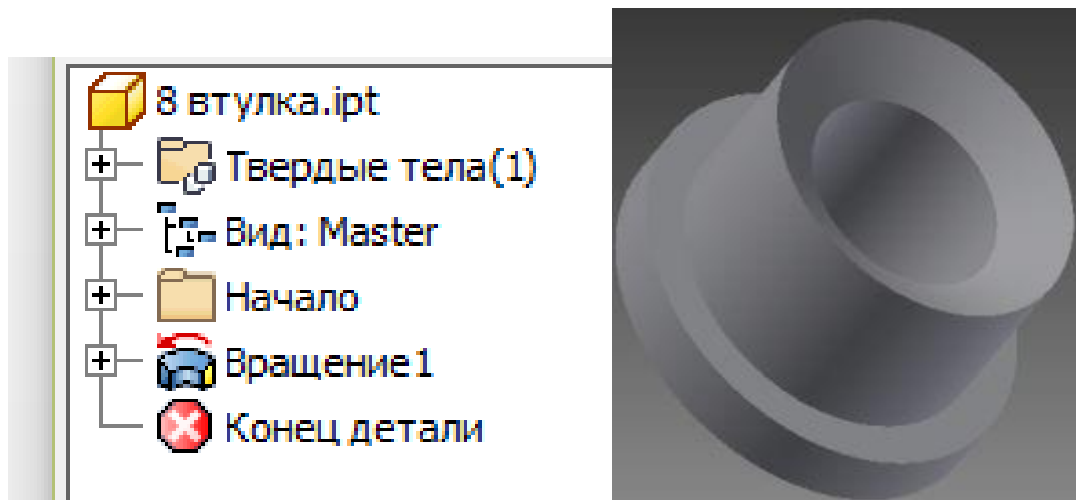 8 втулка.ipt
Твердые тела(1)
Вид: Master
Начало
Вращение1
Конец детали